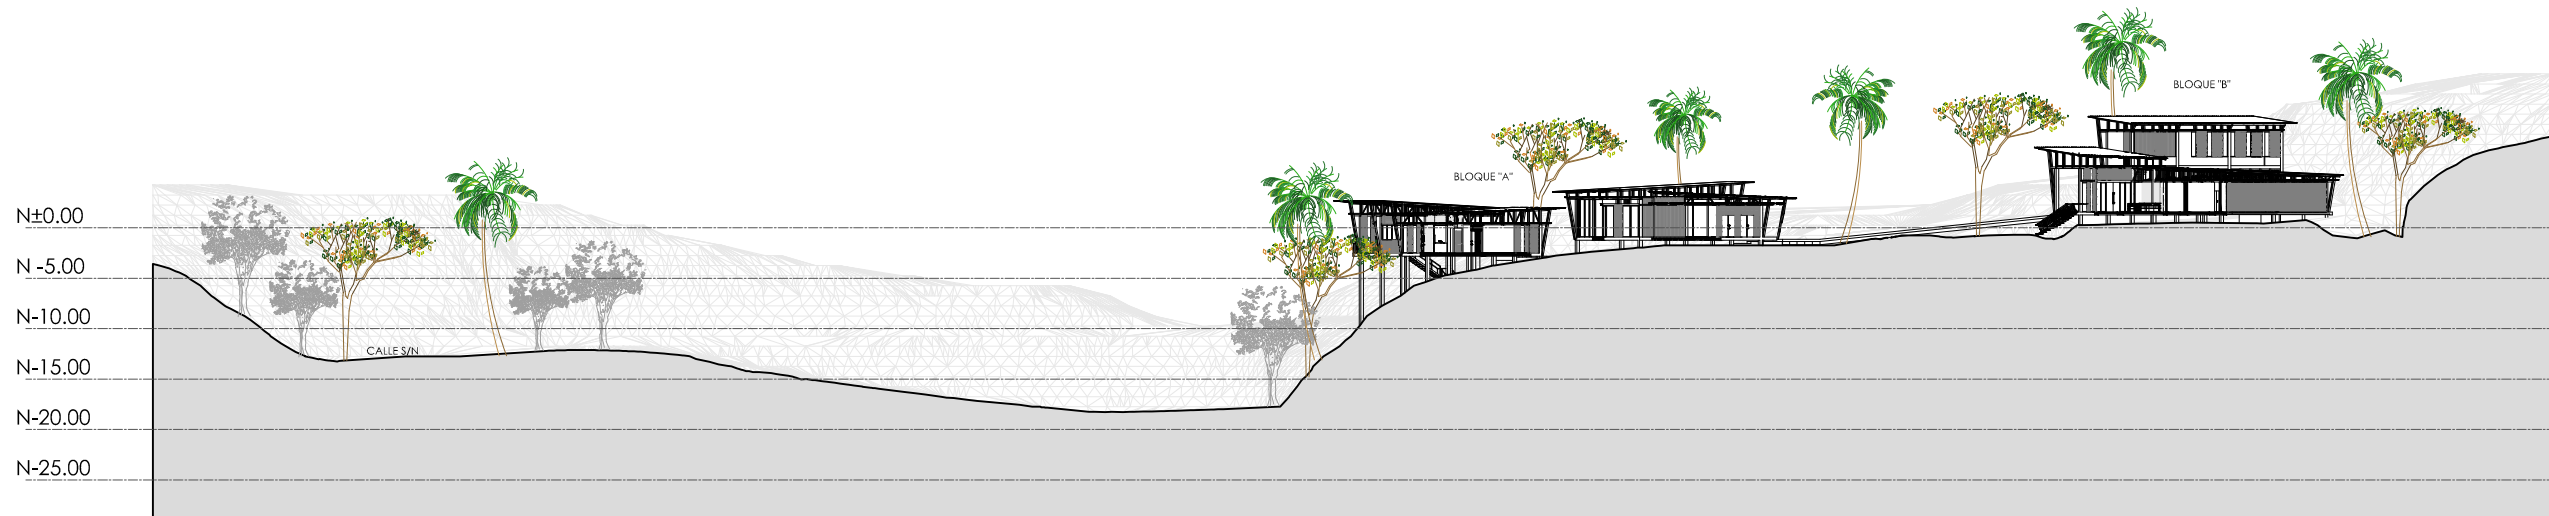 BLOQUE "B"
BLOQUE "A"
N±0.00
N -5.00
N-10.00
CALLE S/N
N-15.00
N-20.00
N-25.00